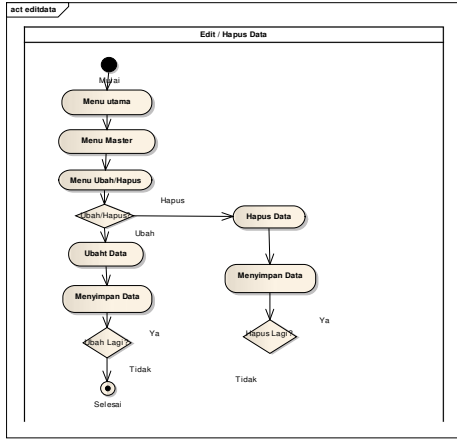 act editdata
Edit / Hapus Data
Mulai
Menu utama
Menu Master
Menu Ubah/Hapus
Hapus
Ubah/Hapus?
Hapus Data
Ubah
Ubaht Data
Menyimpan Data
Menyimpan Data
Ya
Ubah Lagi?
Ya
Hapus Lagi?
Tidak
Tidak
Selesai